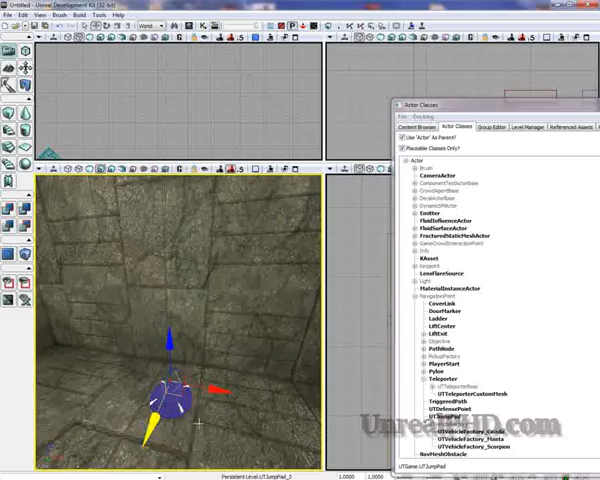 Untitled - Unreal Development Kit (32-bit)
File Edit View Brush Build Tools Help
World
Actor Classes
File Docking
Content Browser Actor Classes Group Editor Level Manager Referenced Assets
Use 'Actor' As Parent?
Placeable Classes Only?
Actor
Brush
CameraActor
ComponentTestActorBase
CrowdAgentBase
DecalActorBase
DynamicSMActor
Emitter
FluidInfluenceActor
FluidSurfaceActor
FracturedStaticMeshActor
GameCrowdInteractionPoint
Info
KAsset
Keypoint
LensFlareSource
Light
MaterialInstanceActor
NavigationPoint
CoverLink
DoorMarker
Ladder
LiftCenter
LiftExit
Objective
PathNode
PickupFactory
PlayerStart
Pylon
Teleporter
UTTeleporterBase
UTTeleporterCustomMesh
TriggeredPath
UTDefensePoint
UTJumpPad
UTVehicleFactory_Cicada
UTVehicleFactory_Manta
UTVehicleFactory_Scorpion
NavMeshObstacle
UTGame.UTJumpPad
Persistent Level.UTJumpPad_5 1.0000 1.0000 1.0000